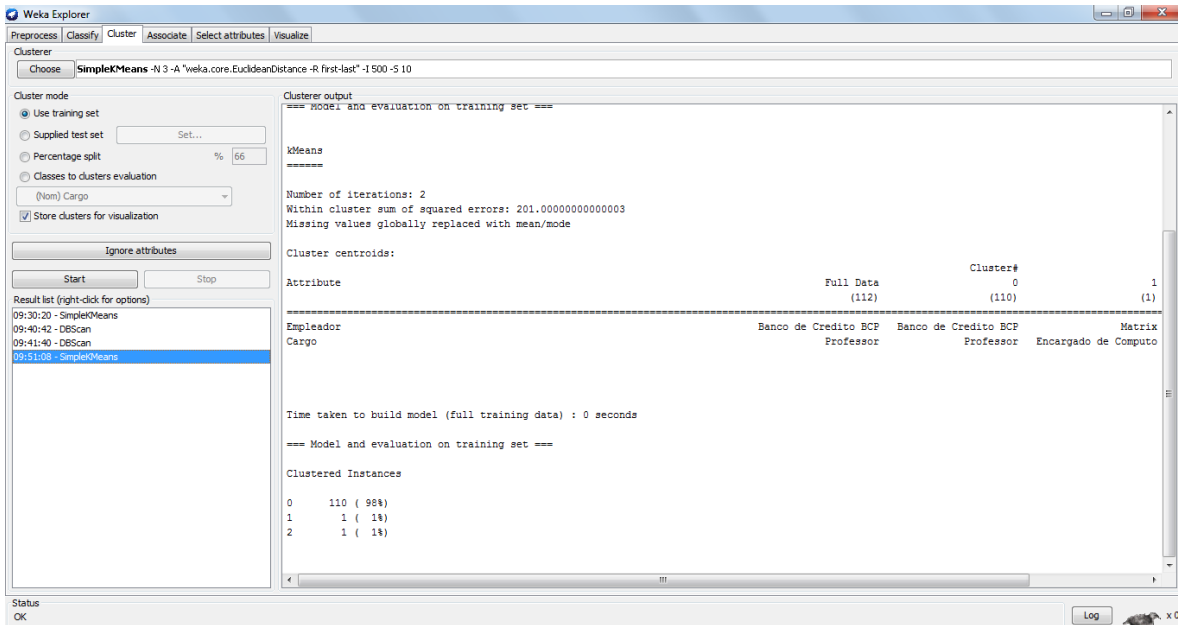 Weka Explorer
Preprocess Classify Cluster Associate Select attributes Visualize
Clusterer
Choose SimpleKMeans -N 3 -A "weka.core.EuclideanDistance -R first-last" -I 500 -S 10
Cluster mode
Use training set
Supplied test set Set...
Percentage split % 66
Classes to clusters evaluation
(Nom) Cargo
Store clusters for visualization
Ignore attributes
Start Stop
Result list (right-click for options)
09:30:20 - SimpleKMeans
09:40:42 - DBScan
09:41:40 - DBScan
09:51:08 - SimpleKMeans
Clusterer output
=== Model and evaluation on training set ===
kMeans
======
Number of iterations: 2
Within cluster sum of squared errors: 201.00000000000003
Missing values globally replaced with mean/mode
Cluster centroids:
Cluster#
Attribute Full Data 0 1
(112) (110) (1)
Empleador Banco de Credito BCP Banco de Credito BCP Matrix
Cargo Professor Professor Encargado de Computo
Time taken to build model (full training data) : 0 seconds
=== Model and evaluation on training set ===
Clustered Instances
0 110 ( 98%)
1 1 ( 1%)
2 1 ( 1%)
Status
OK
Log x 0